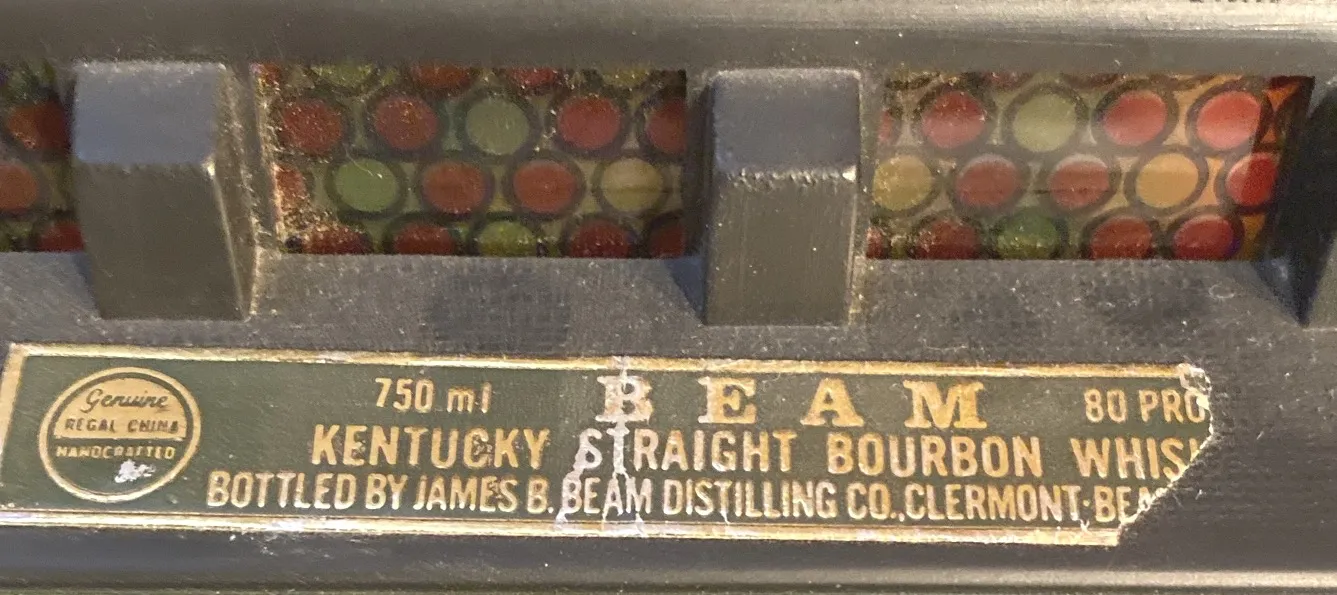 Genuine
REGAL CHINA
HANDCRAFTED
750 ml BEAM 80 PRO
KENTUCKY STRAIGHT BOURBON WHIS
BOTTLED BY JAMES B. BEAM DISTILLING CO., CLERMONT·BEA